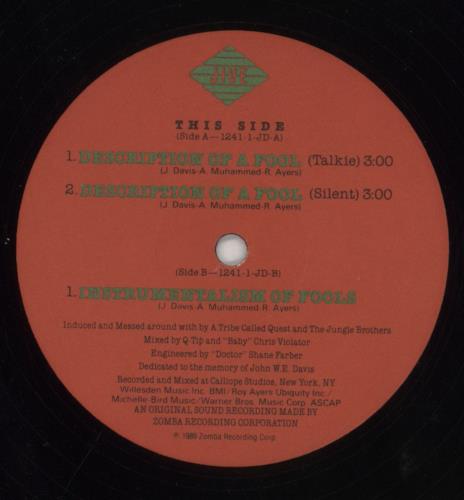 JIVE
THIS SIDE
(Side A—1241-1-JD-A)
1. DESCRIPTION OF A FOOL (Talkie) 3:00
(J. Davis-A. Muhammed-R. Ayers)
2. DESCRIPTION OF A FOOL (Silent) 3:00
(J. Davis-A. Muhammed-R. Ayers)
(Side B—1241-1-JD-B)
1. INSTRUMENTALISM OF FOOLS
(J. Davis-A. Muhammed-R. Ayers)
Induced and Messed around with by A Tribe Called Quest and The Jungle Brothers
Mixed by Q-Tip and "Baby" Chris Violator
Engineered by "Doctor" Shane Farber
Dedicated to the memory of John W.E. Davis
Recorded and Mixed at Calliope Studios, New York, NY
Willesden Music Inc. BMI/Roy Ayers Ubiquity Inc./
Michelle-Bird Music/Warner Bros. Music Corp. ASCAP
AN ORIGINAL SOUND RECORDING MADE BY
ZOMBA RECORDING CORPORATION
℗ 1989 Zomba Recording Corp.